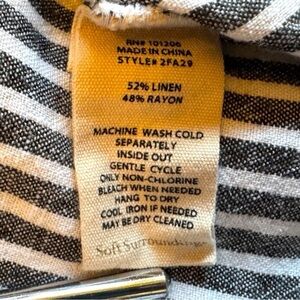 RN# 101206
MADE IN CHINA
STYLE# 2FA29
52% LINEN
48% RAYON
MACHINE WASH COLD
SEPARATELY
INSIDE OUT
GENTLE CYCLE
ONLY NON-CHLORINE
BLEACH WHEN NEEDED
HANG TO DRY
COOL IRON IF NEEDED
MAY BE DRY CLEANED
Soft Surroundings